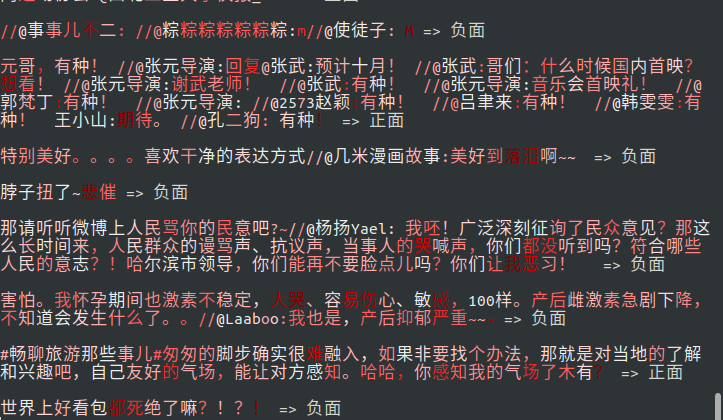 //@事事儿不二: //@粽粽粽粽粽粽粽:m//@使徒子: M => 负面
元哥，有种！ //@张元导演:回复@张武:预计十月！ //@张武:哥们：什么时候国内首映？
想看！ //@张元导演:谢武老师！ //@张武:有种！ //@张元导演:音乐会首映礼！ //@
郭梵丁:有种！ //@张元导演: //@2573赵颖:有种！ //@吕聿来:有种！ //@韩雯雯:有
种！ 王小山:期待。 //@孔二狗: 有种！ => 正面
特别美好。。。。喜欢干净的表达方式//@几米漫画故事:美好到落泪啊~~ => 负面
脖子扭了~悲催 => 负面
那请听听微博上人民骂你的民意吧?~//@杨扬Yael: 我呸！广泛深刻征询了民众意见？那这
么长时间来，人民群众的谩骂声、抗议声，当事人的哭喊声，你们都没听到吗？符合哪些
人民的意志？！哈尔滨市领导，你们能再不要脸点儿吗？你们让我恶习！ => 负面
害怕。我怀孕期间也激素不稳定，大哭、容易伤心、敏感，100样。产后雌激素急剧下降，
不知道会发生什么了。。//@Laaboo:我也是，产后抑郁严重~~ => 负面
#畅聊旅游那些事儿#匆匆的脚步确实很难融入，如果非要找个办法，那就是对当地的了解
和兴趣吧，自己友好的气场，能让对方感知。哈哈，你感知我的气场了木有？ => 正面
世界上好看包都死绝了嘛？！？！ => 负面